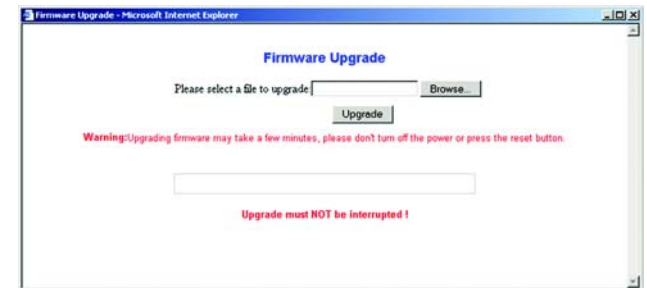 Firmware Upgrade - Microsoft Internet Explorer
Firmware Upgrade
Please select a file to upgrade: Browse...
Upgrade
Warning:Upgrading firmware may take a few minutes, please don't turn off the power or press the reset button.
Upgrade must NOT be interrupted !